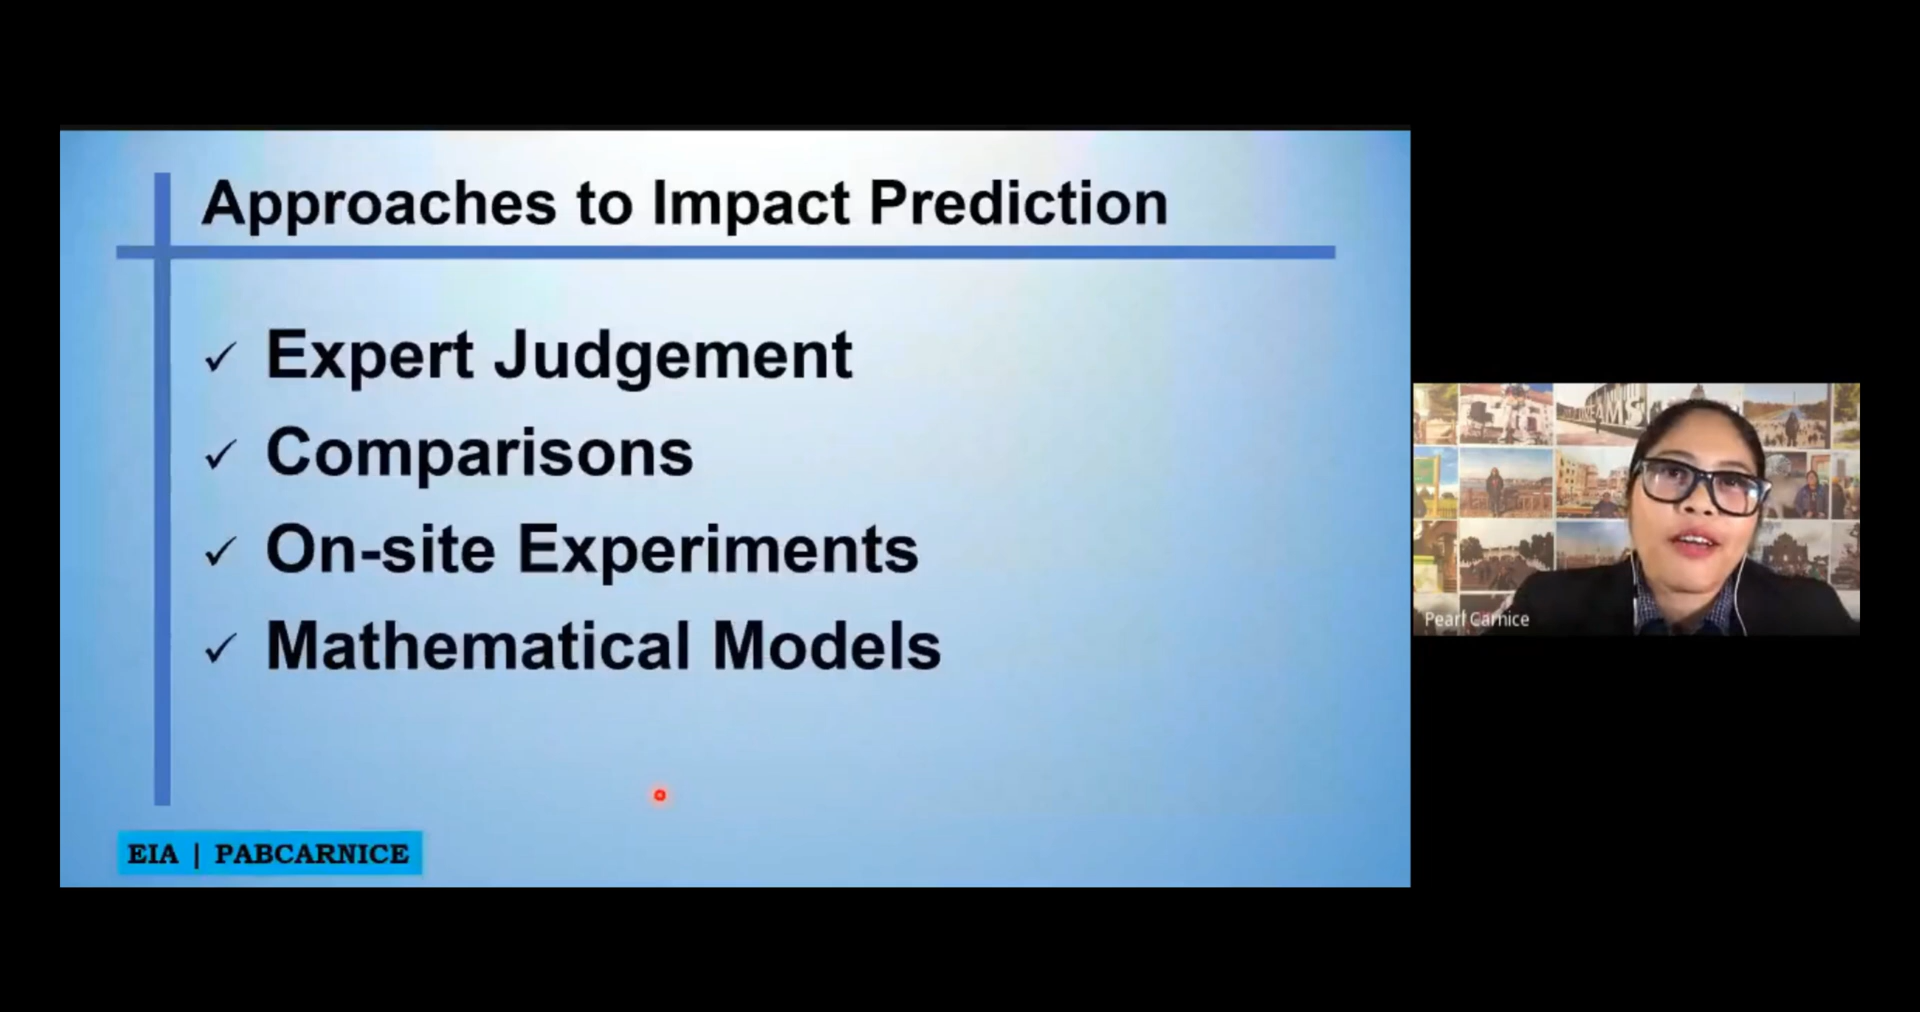 Approaches to Impact Prediction
✓ Expert Judgement
✓ Comparisons
✓ On-site Experiments
✓ Mathematical Models
EIA | PABCARNICE
Pearl Carnice